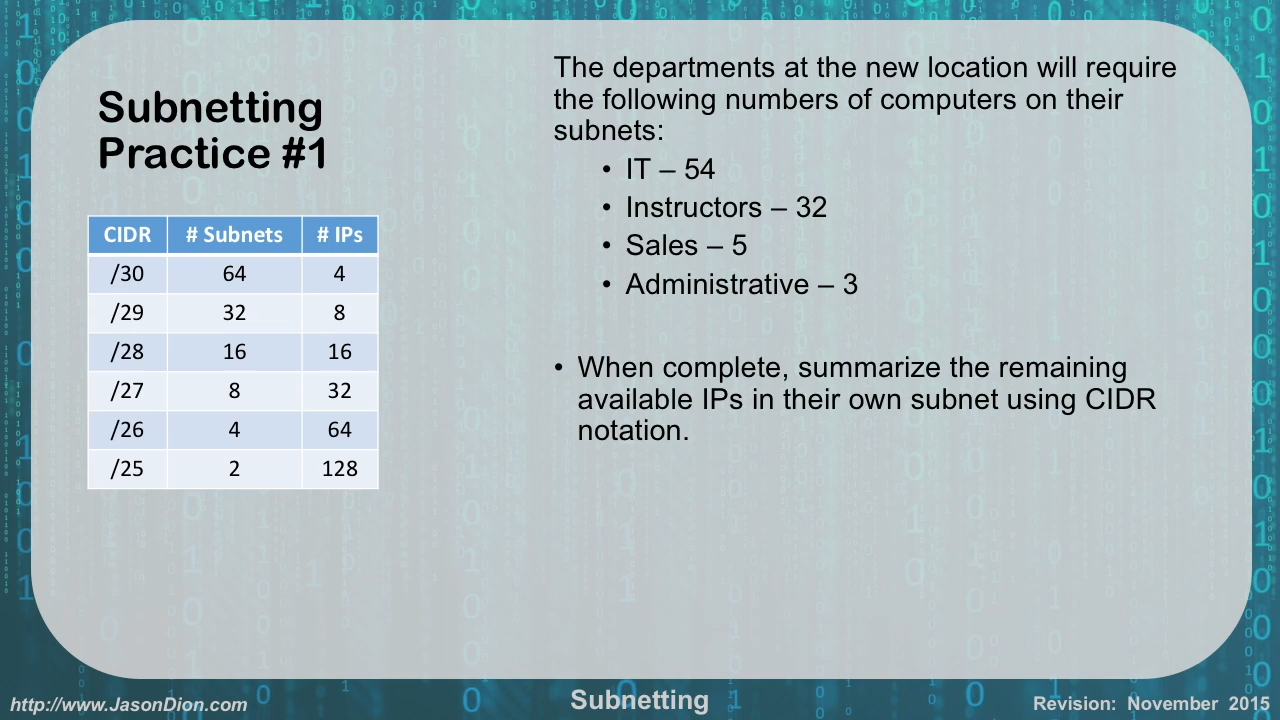 Subnetting
Practice #1
CIDR # Subnets # IPs
/30 64 4
/29 32 8
/28 16 16
/27 8 32
/26 4 64
/25 2 128
The departments at the new location will require
the following numbers of computers on their
subnets:
• IT – 54
• Instructors – 32
• Sales – 5
• Administrative – 3
• When complete, summarize the remaining
available IPs in their own subnet using CIDR
notation.
http://www.JasonDion.com
Subnetting
Revision: November 2015